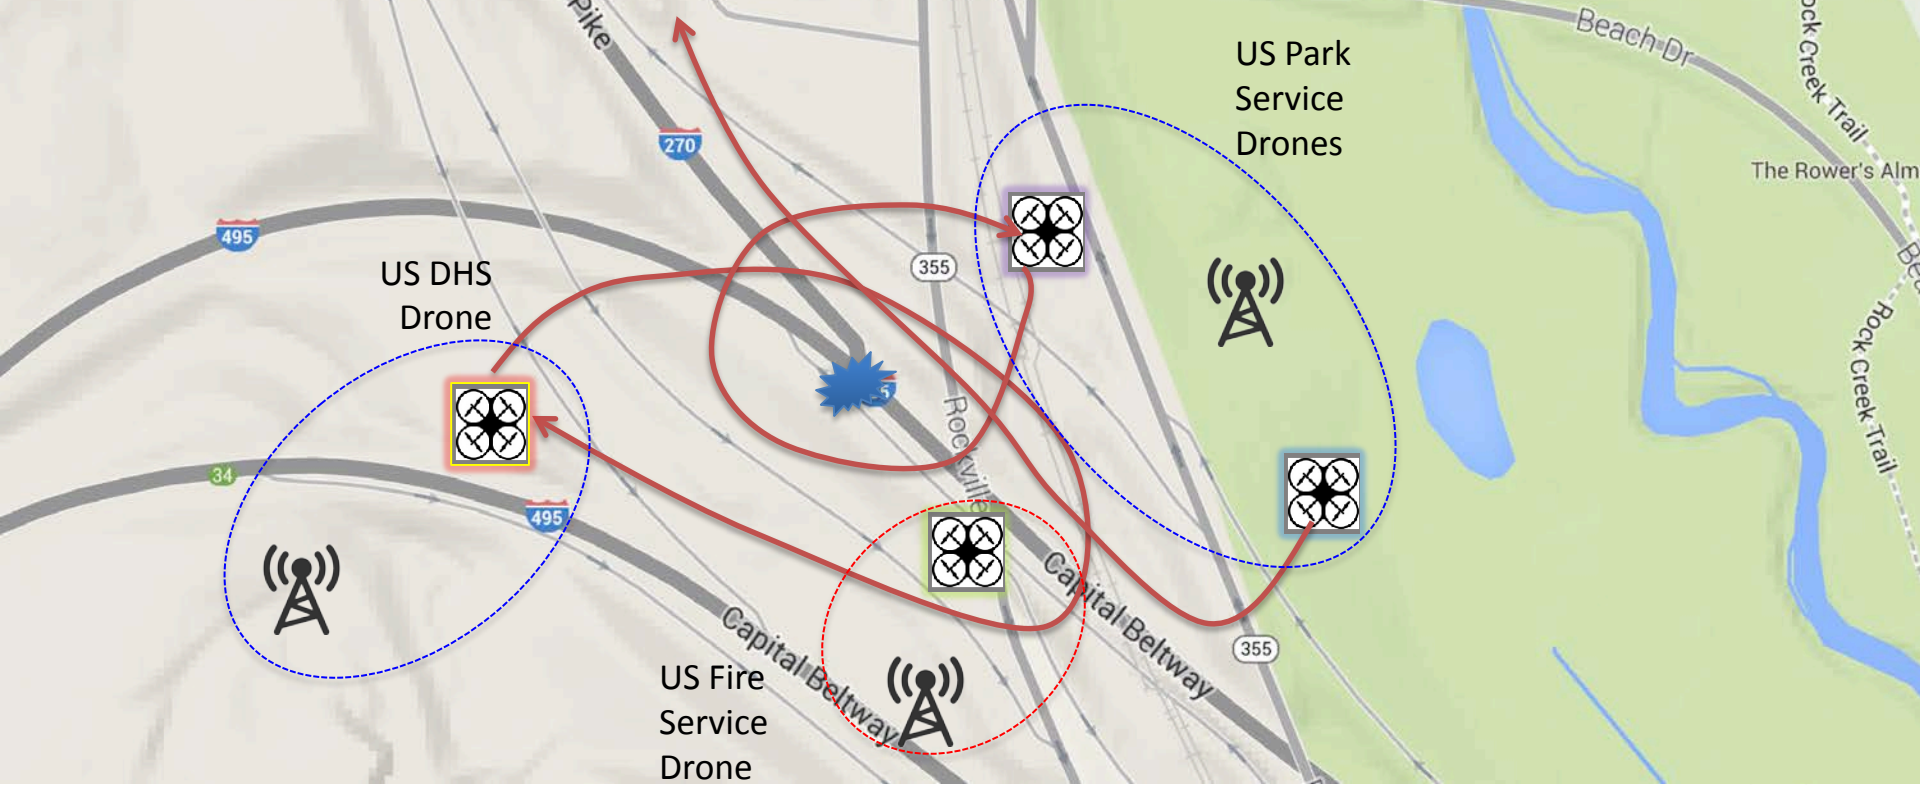 Pike
Beach Dr
ock Creek Trail
US Park
Service
Drones
270
The Rower's Alm
495
355
US DHS
Drone
Rock Creek Trail
Rockville
34
495
Capital Beltway
Capital Beltway
355
US Fire
Service
Drone